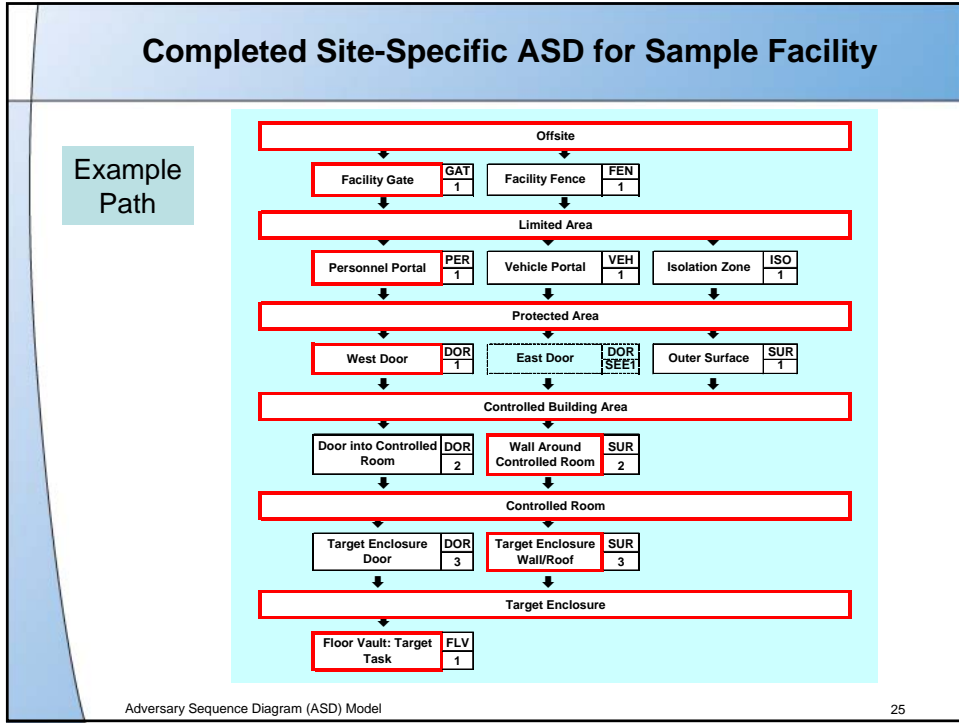 Completed Site-Specific ASD for Sample Facility
Example
Path
Offsite
Facility Gate
GAT
1
Facility Fence
FEN
1
Limited Area
Personnel Portal
PER
1
Vehicle Portal
VEH
1
Isolation Zone
ISO
1
Protected Area
West Door
DOR
1
East Door
DOR
SEE1
Outer Surface
SUR
1
Controlled Building Area
Door into Controlled
Room
DOR
2
Wall Around
Controlled Room
SUR
2
Controlled Room
Target Enclosure
Door
DOR
3
Target Enclosure
Wall/Roof
SUR
3
Target Enclosure
Floor Vault: Target
Task
FLV
1
Adversary Sequence Diagram (ASD) Model
25